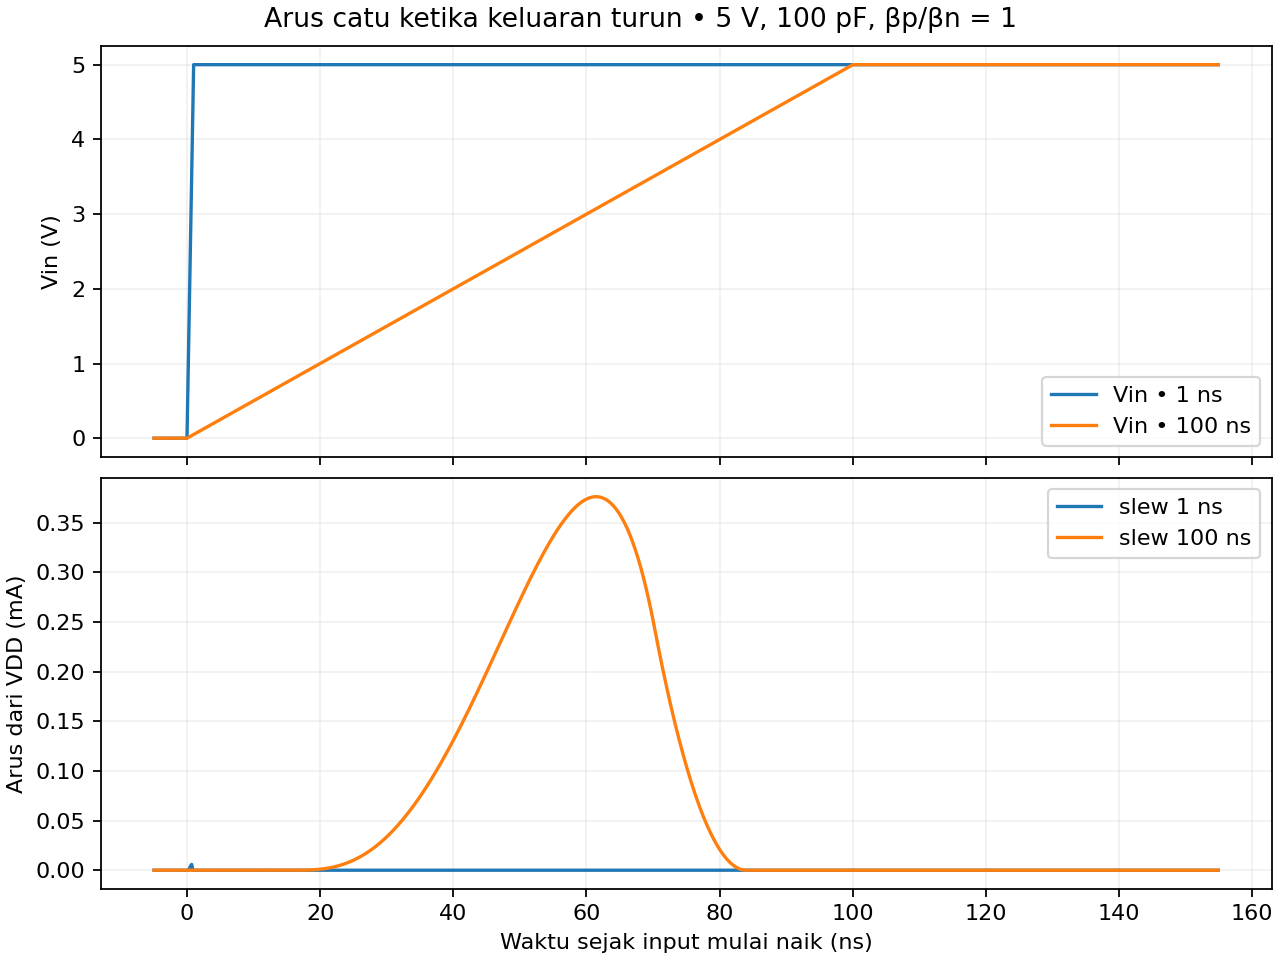 Arus catu ketika keluaran turun • 5 V, 100 pF, βp/βn = 1
Vin (V)
5
4
3
2
1
0
Vin • 1 ns
Vin • 100 ns
Arus dari VDD (mA)
0.35
0.30
0.25
0.20
0.15
0.10
0.05
0.00
slew 1 ns
slew 100 ns
0 20 40 60 80 100 120 140 160
Waktu sejak input mulai naik (ns)